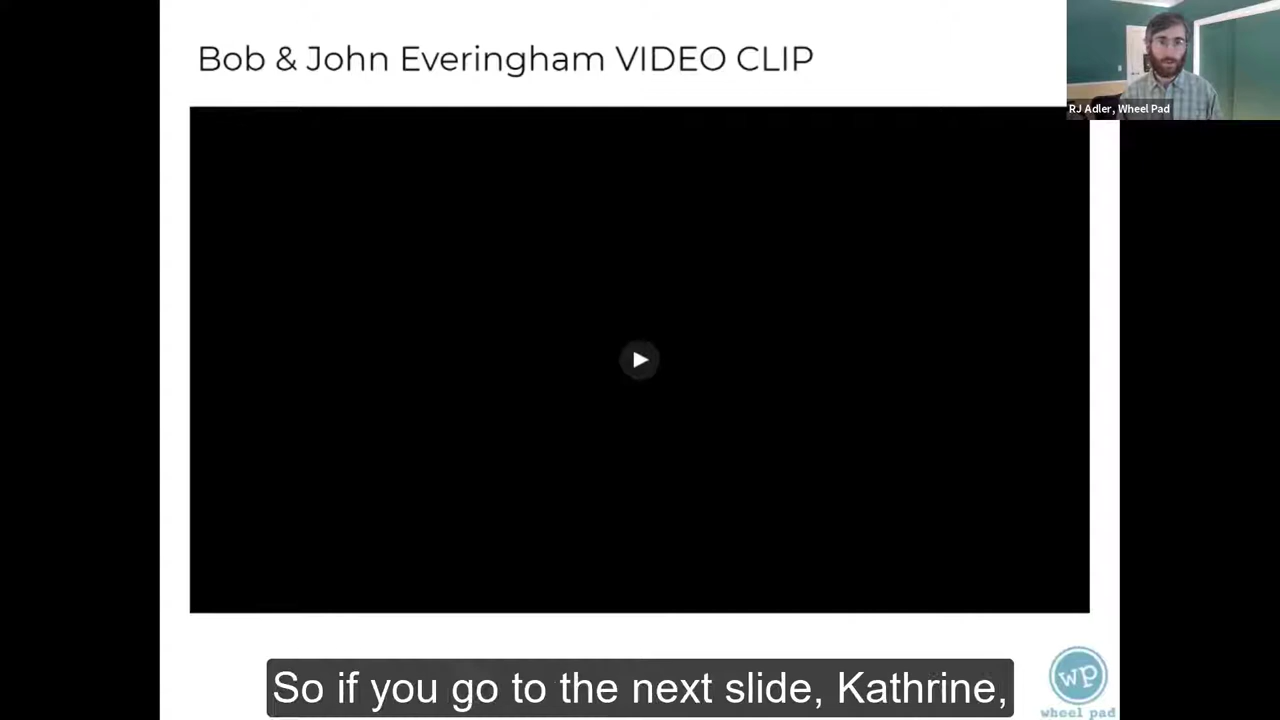 Bob & John Everingham VIDEO CLIP
RJ Adler, Wheel Pad
So if you go to the next slide, Kathrine,
wp
wheel pad